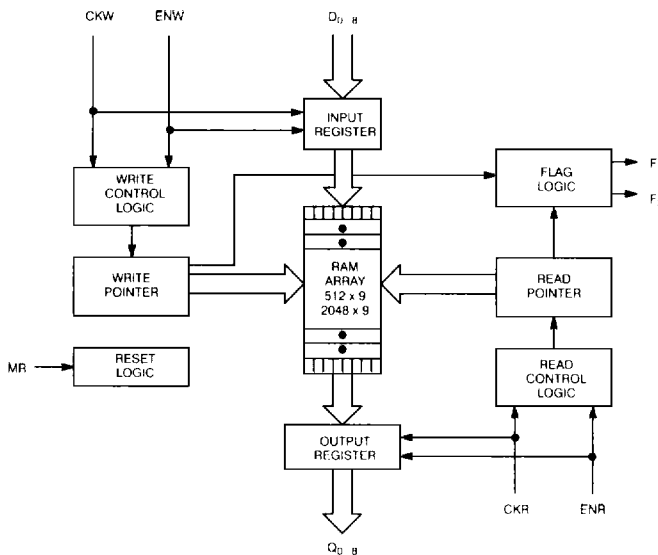 CKW ENW D0 8
INPUT
REGISTER
FLAG
LOGIC
F
F
WRITE
CONTROL
LOGIC
WRITE
POINTER
RAM
ARRAY
512 x 9
2048 x 9
READ
POINTER
MR
RESET
LOGIC
READ
CONTROL
LOGIC
OUTPUT
REGISTER
CKR ENR
Q0 8